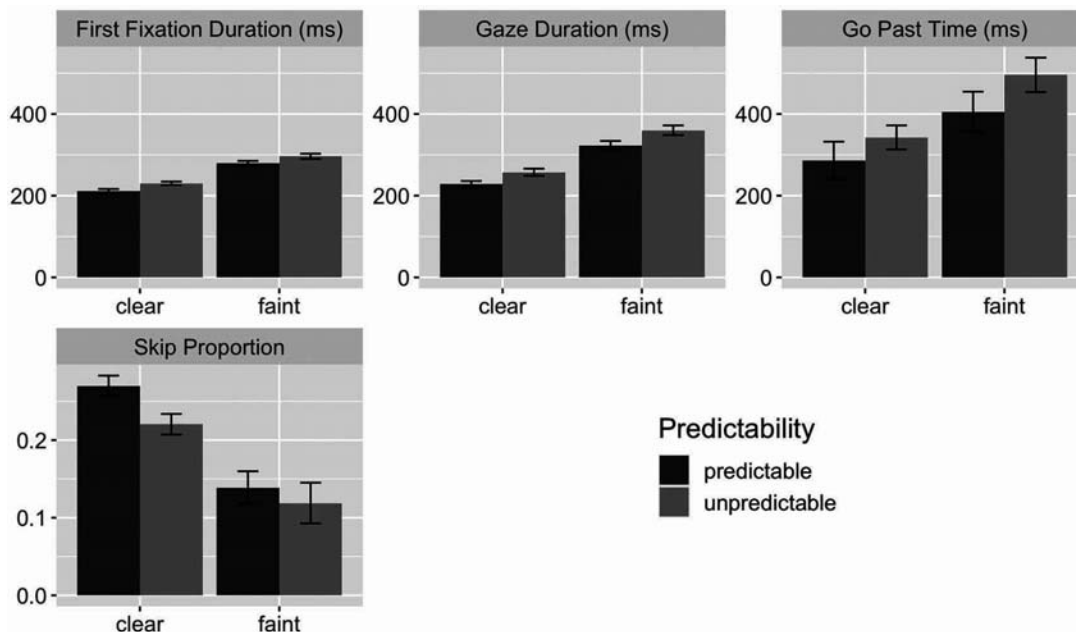 First Fixation Duration (ms)
Gaze Duration (ms)
Go Past Time (ms)
400
200
0
400
200
0
400
200
0
clear faint
clear faint
clear faint
Skip Proportion
0.2
0.1
0.0
clear faint
Predictability
predictable
unpredictable